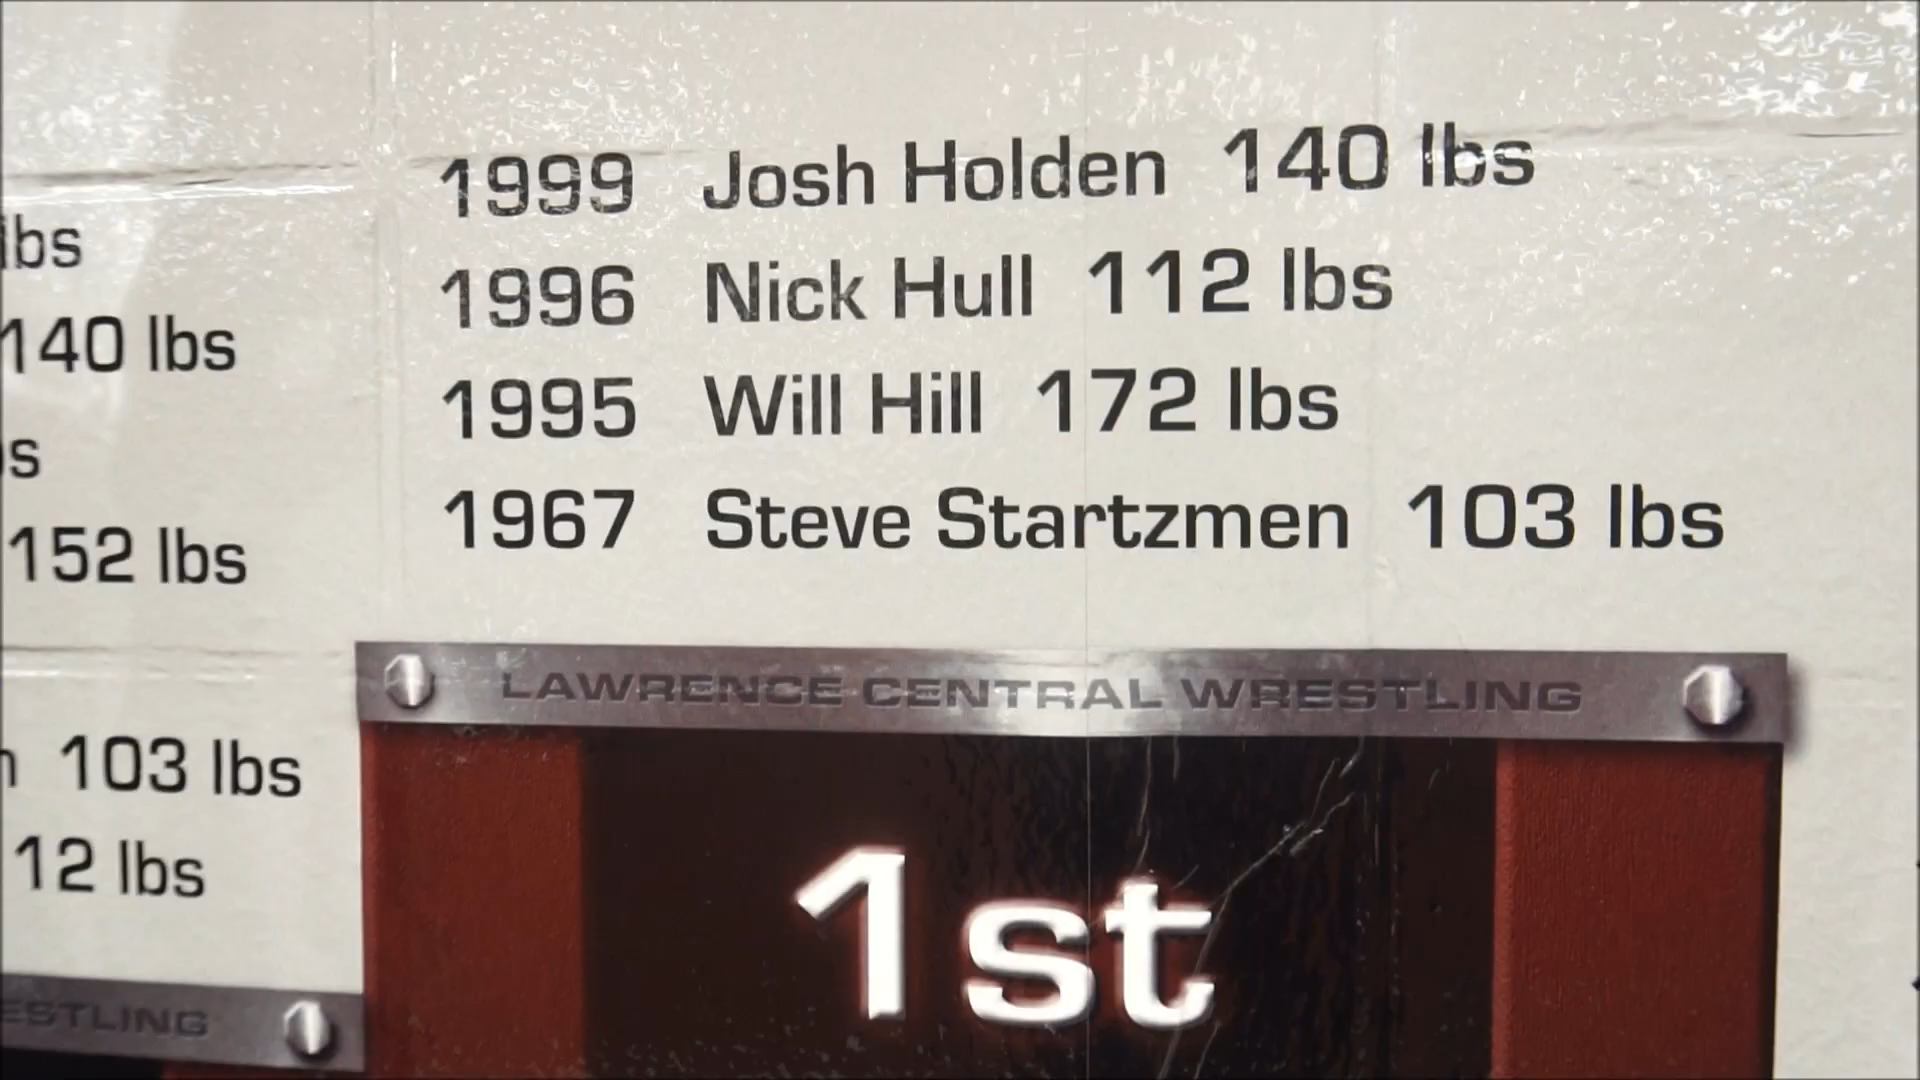 1999 Josh Holden 140 lbs
1996 Nick Hull 112 lbs
1995 Will Hill 172 lbs
1967 Steve Startzmen 103 lbs
LAWRENCE CENTRAL WRESTLING
1st
lbs
140 lbs
152 lbs
103 lbs
12 lbs